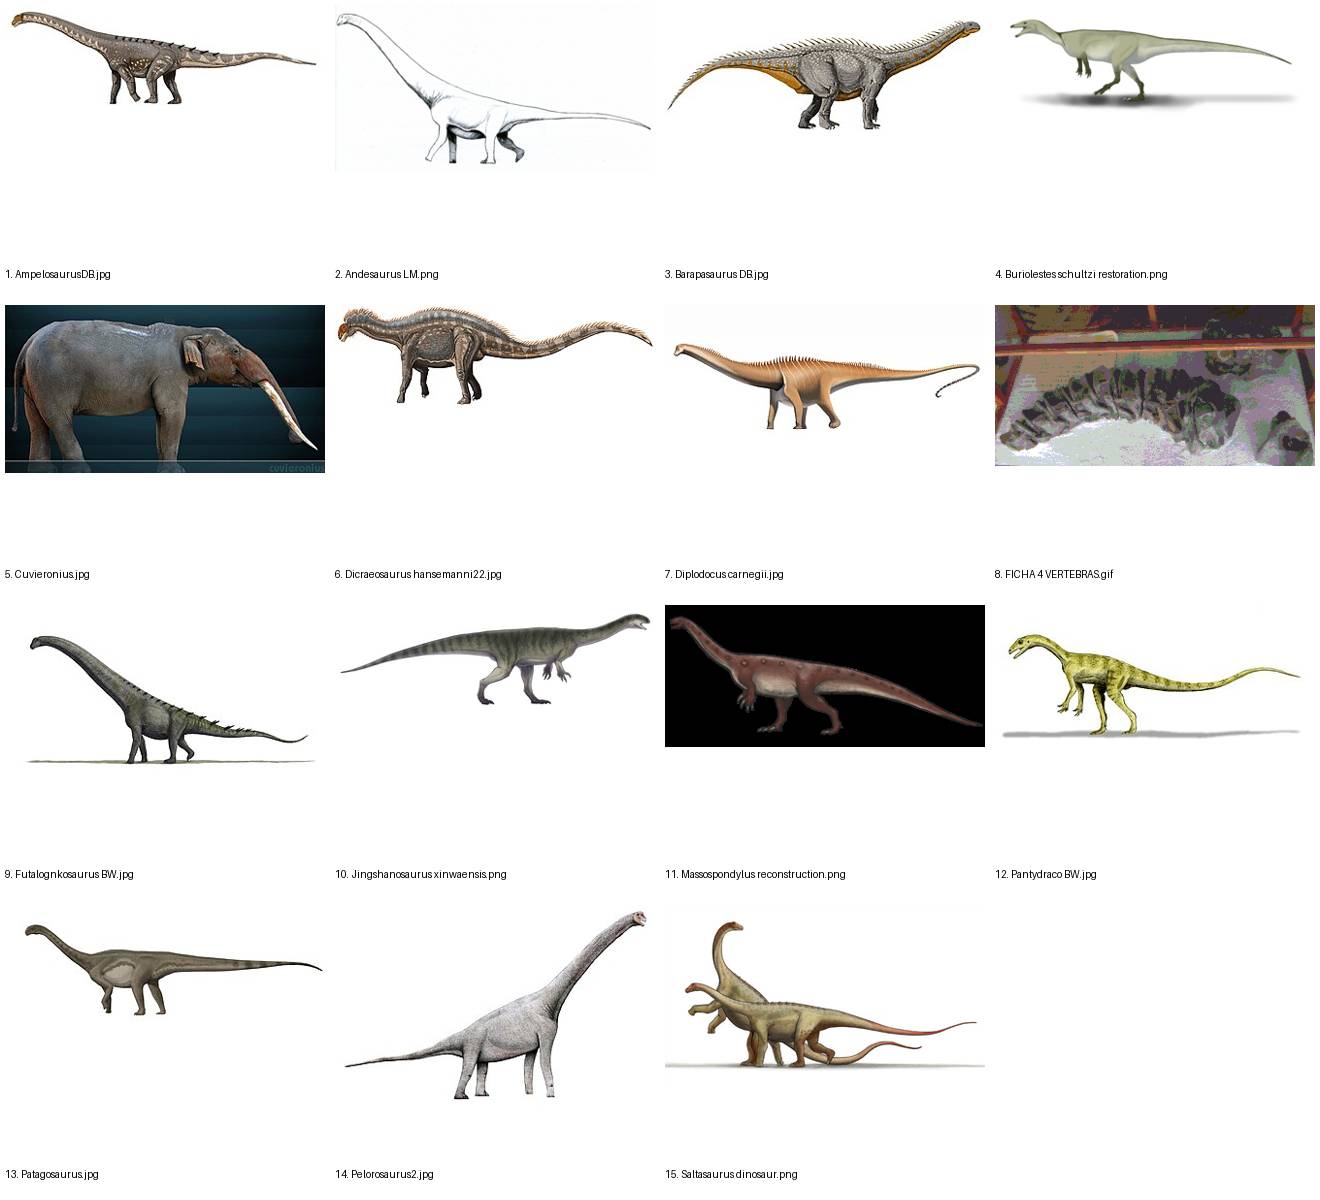 1. AmpelosaurusDB.jpg
2. Andesaurus LM.png
3. Barapasaurus DB.jpg
4. Buriolestes schultzi restoration.png
cuvieronius
5. Cuvieronius.jpg
6. Dicraeosaurus hansemanni22.jpg
7. Diplodocus carnegii.jpg
8. FICHA 4 VERTEBRAS.gif
9. Futalognkosaurus BW.jpg
10. Jingshanosaurus xinwaensis.png
11. Massospondylus reconstruction.png
12. Pantydraco BW.jpg
13. Patagosaurus.jpg
14. Pelorosaurus2.jpg
15. Saltasaurus dinosaur.png